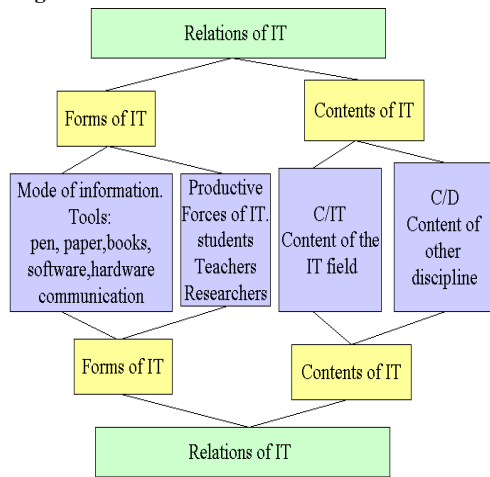 Relations of IT
Forms of IT
Contents of IT
Mode of information.
Tools:
pen, paper,books,
software,hardware
communication
Productive
Forces of IT.
students
Teachers
Researchers
C/IT
Content of the
IT field
C/D
Content of
other
discipline
Forms of IT
Contents of IT
Relations of IT